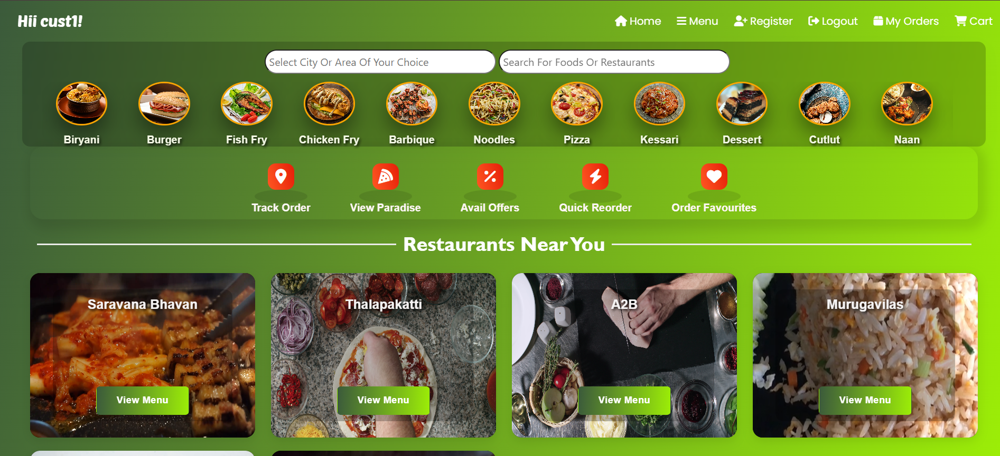 Hii cust1!
Home Menu Register Logout My Orders Cart
Select City Or Area Of Your Choice Search For Foods Or Restaurants
Biryani Burger Fish Fry Chicken Fry Barbique Noodles Pizza Kessari Dessert Cutlut Naan
Track Order View Paradise Avail Offers Quick Reorder Order Favourites
Restaurants Near You
Saravana Bhavan Thalapakatti A2B Murugavilas
View Menu View Menu View Menu View Menu